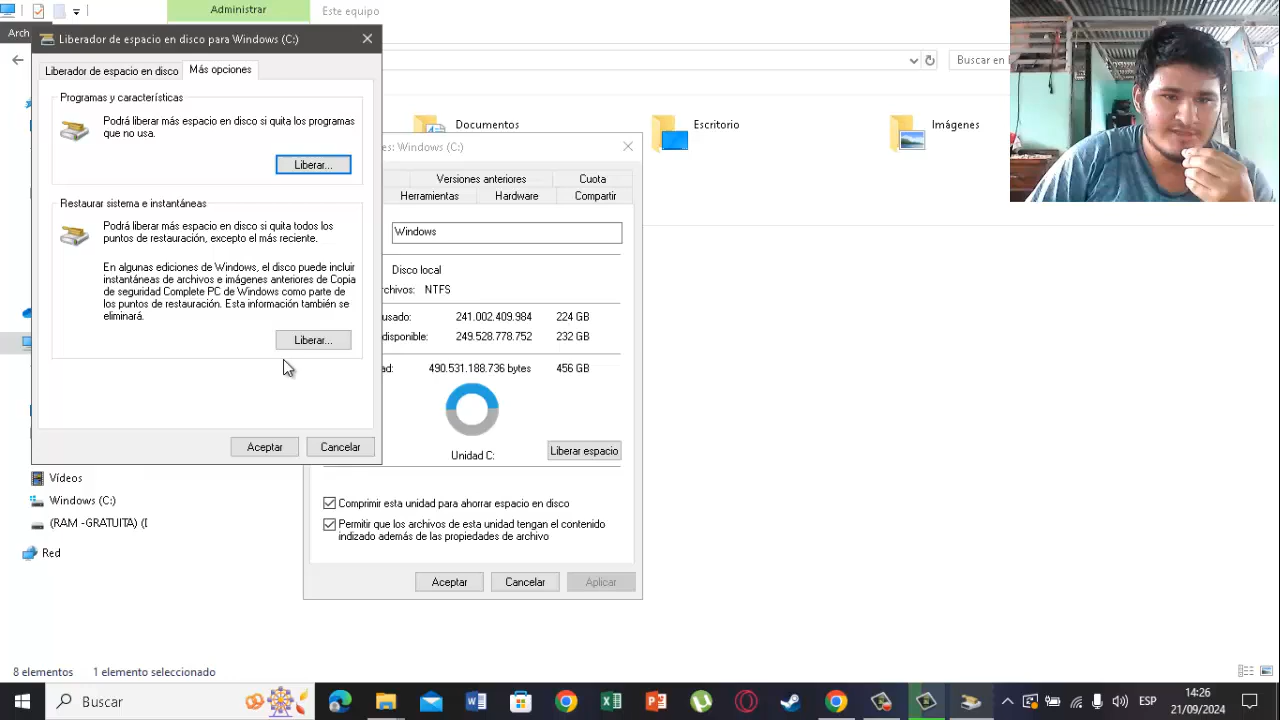 Administrar
Este equipo
Arch
Liberador de espacio en disco para Windows (C:)
Liberador de espacio en disco
Más opciones
Programas y características
Podrá liberar más espacio en disco si quita los programas
que no usa.
Liberar...
Restaurar sistema e instantáneas
Podrá liberar más espacio en disco si quita todos los
puntos de restauración, excepto el más reciente.
En algunas ediciones de Windows, el disco puede incluir
instantáneas de archivos e imágenes anteriores de Copia
de seguridad Complete PC de Windows como parte de
los puntos de restauración. Esta información también se
eliminará.
Liberar...
Aceptar
Cancelar
Buscar en
Documentos
Escritorio
Imágenes
es: Windows (C:)
Versiones anteriores
Cuota
Herramientas
Hardware
Compartir
Windows
Disco local
rchivos: NTFS
usado: 241.002.409.984 224 GB
disponible: 249.528.778.752 232 GB
ad: 490.531.188.736 bytes 456 GB
Unidad C:
Liberar espacio
Comprimir esta unidad para ahorrar espacio en disco
Permitir que los archivos de esta unidad tengan el contenido
indizado además de las propiedades de archivo
Aceptar
Cancelar
Aplicar
Vídeos
Windows (C:)
(RAM -GRATUITA) (I
Red
8 elementos
1 elemento seleccionado
Buscar
ESP
14:26
21/09/2024